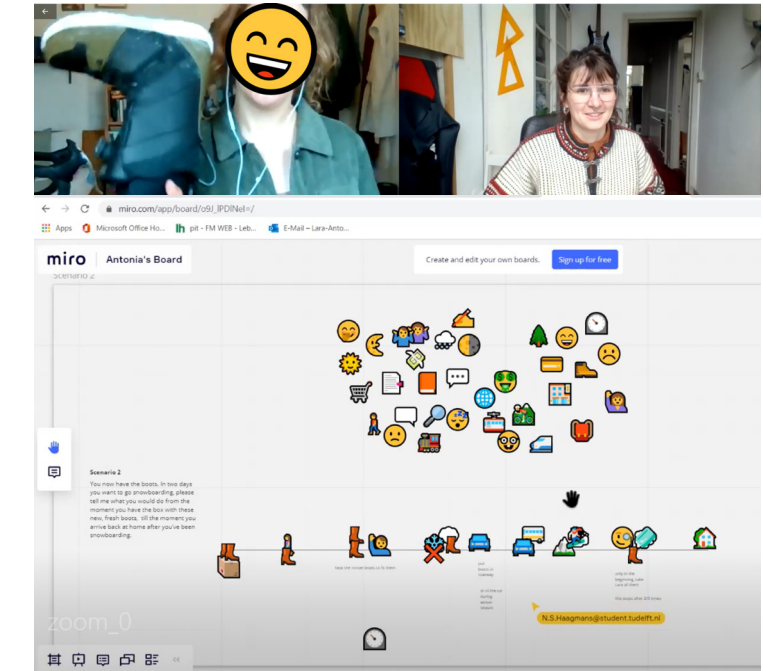 miro.com/app/board/o9J_lPDlNeI=/
Apps
Microsoft Office Ho...
pit - FM WEB - Leb...
E-Mail – Lara-Anto...
miro
Antonia's Board
Create and edit your own boards.
Sign up for free
Scenario 2
Scenario 2
You now have the boots. In two days
you want to go snowboarding, please
tell me what you would do from the
moment you have the box with these
new, fresh boots, till the moment you
arrive back at home after you've been
snowboarding.
N.S.Haagmans@student.tudelft.nl
zoom_0